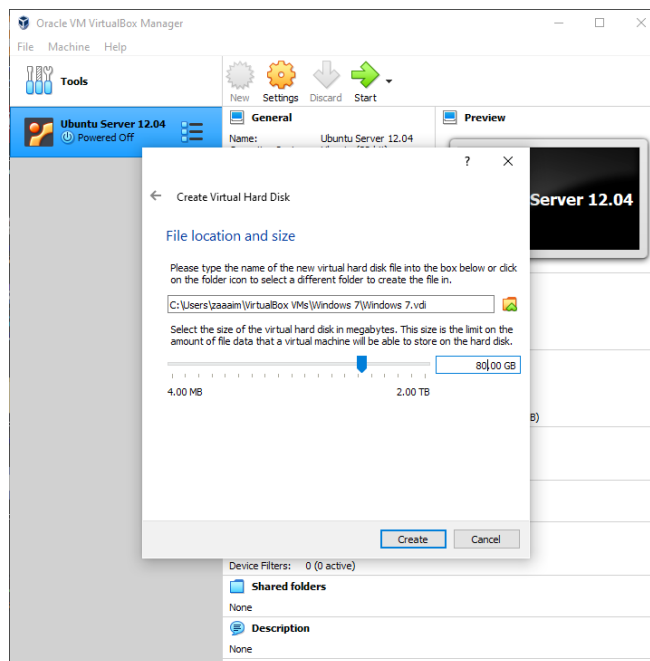 Oracle VM VirtualBox Manager
File Machine Help
Tools
New Settings Discard Start
Ubuntu Server 12.04
Powered Off
General
Name: Ubuntu Server 12.04
Preview
Server 12.04
? 
Create Virtual Hard Disk
File location and size
Please type the name of the new virtual hard disk file into the box below or click
on the folder icon to select a different folder to create the file in.
C:\Users\zaaaim\VirtualBox VMs\Windows 7\Windows 7.vdi
Select the size of the virtual hard disk in megabytes. This size is the limit on the
amount of file data that a virtual machine will be able to store on the hard disk.
80.00 GB
4.00 MB 2.00 TB
B)
Create Cancel
Device Filters: 0 (0 active)
Shared folders
None
Description
None